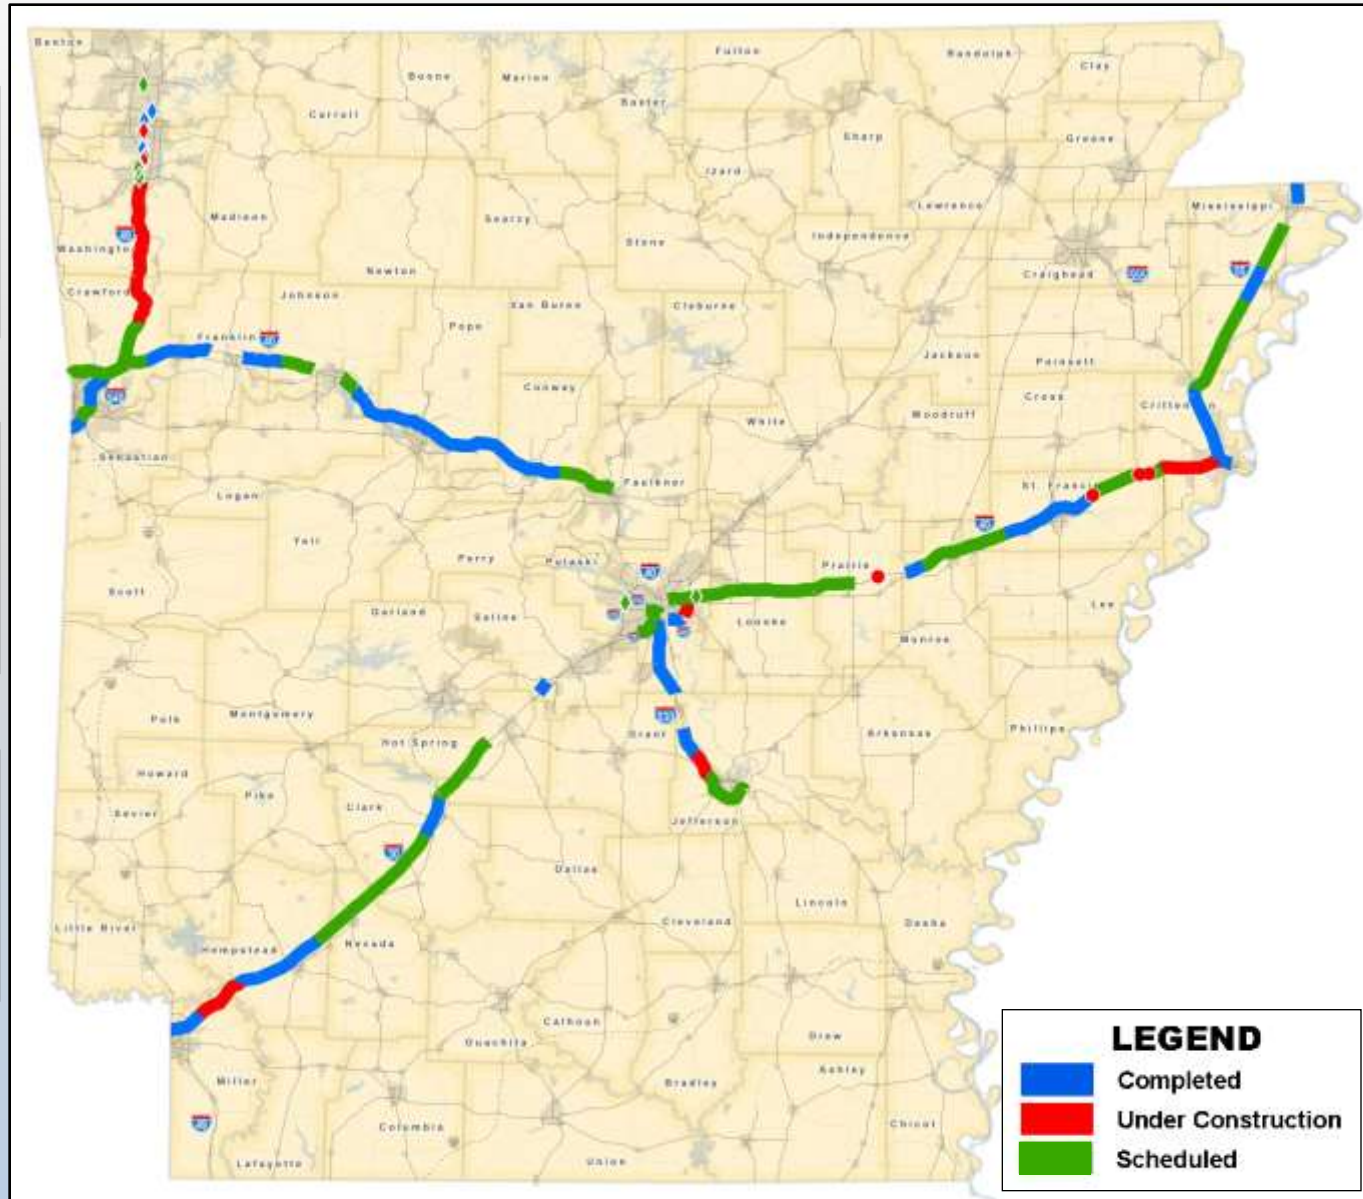 Benton
Boone
Marion
Fulton
Randolph
Clay
Carroll
Baxter
Sharp
Greene
Izard
Madison
Searcy
Stone
Lawrence
Mississippi
Washington
Independence
Craighead
Crawford
Newton
Johnson
Van Buren
Cleburne
Franklin
Pope
Jackson
Poinsett
Conway
Cross
Crittenden
White
Woodruff
Sebastian
Logan
Faulkner
St. Francis
Yell
Perry
Pulaski
Prairie
Scott
Garland
Saline
Lonoke
Lee
Monroe
Polk
Montgomery
Hot Spring
Grant
Arkansas
Phillips
Howard
Pike
Clark
Sevier
Jefferson
Dallas
Lincoln
Cleveland
Desha
Little River
Hempstead
Nevada
Calhoun
Ouachita
Drew
Miller
Bradley
Ashley
Columbia
Chicot
Lafayette
Union
LEGEND
Completed
Under Construction
Scheduled